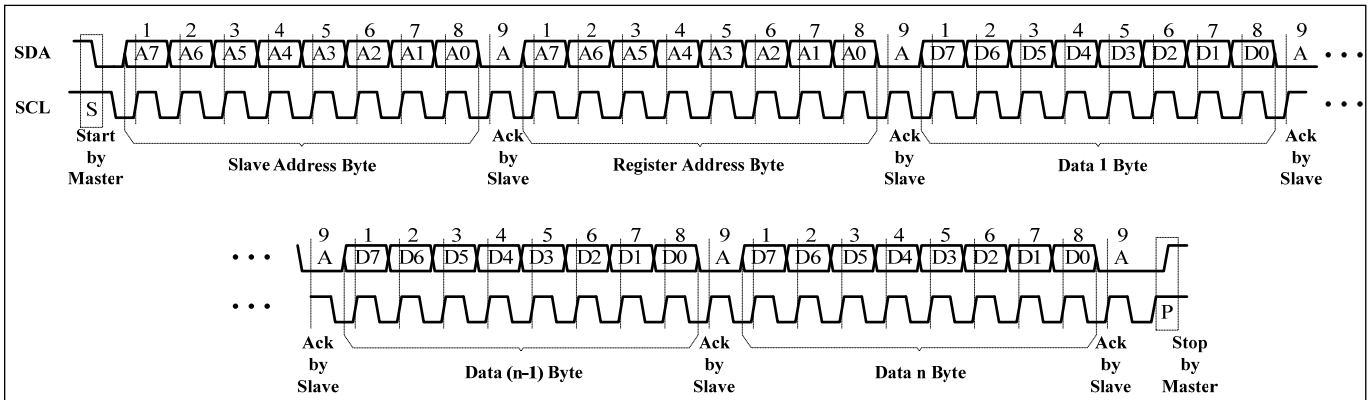 1 2 3 4 5 6 7 8 9 1 2 3 4 5 6 7 8 9 1 2 3 4 5 6 7 8 9
SDA A7 A6 A5 A4 A3 A2 A1 A0 A A7 A6 A5 A4 A3 A2 A1 A0 A D7 D6 D5 D4 D3 D2 D1 D0 A • • •
SCL S • • •
Start by Master
Slave Address Byte
Ack by Slave
Register Address Byte
Ack by Slave
Data 1 Byte
Ack by Slave
9 1 2 3 4 5 6 7 8 9 1 2 3 4 5 6 7 8 9
• • • A D7 D6 D5 D4 D3 D2 D1 D0 A D7 D6 D5 D4 D3 D2 D1 D0 A
• • • P
Ack by Slave
Data (n-1) Byte
Ack by Slave
Data n Byte
Ack by Slave
Stop by Master